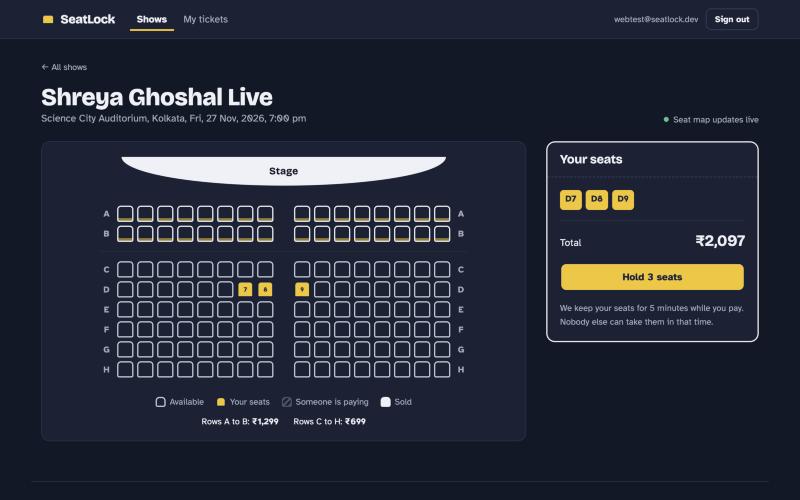 SeatLock Shows My tickets webtest@seatlock.dev Sign out
← All shows
Shreya Ghoshal Live
Science City Auditorium, Kolkata, Fri, 27 Nov, 2026, 7:00 pm
Seat map updates live
Stage
A A
B B
C C
D 7 8 9 D
E E
F F
G G
H H
Available Your seats Someone is paying Sold
Rows A to B: ₹1,299 Rows C to H: ₹699
Your seats
D7 D8 D9
Total ₹2,097
Hold 3 seats
We keep your seats for 5 minutes while you pay.
Nobody else can take them in that time.